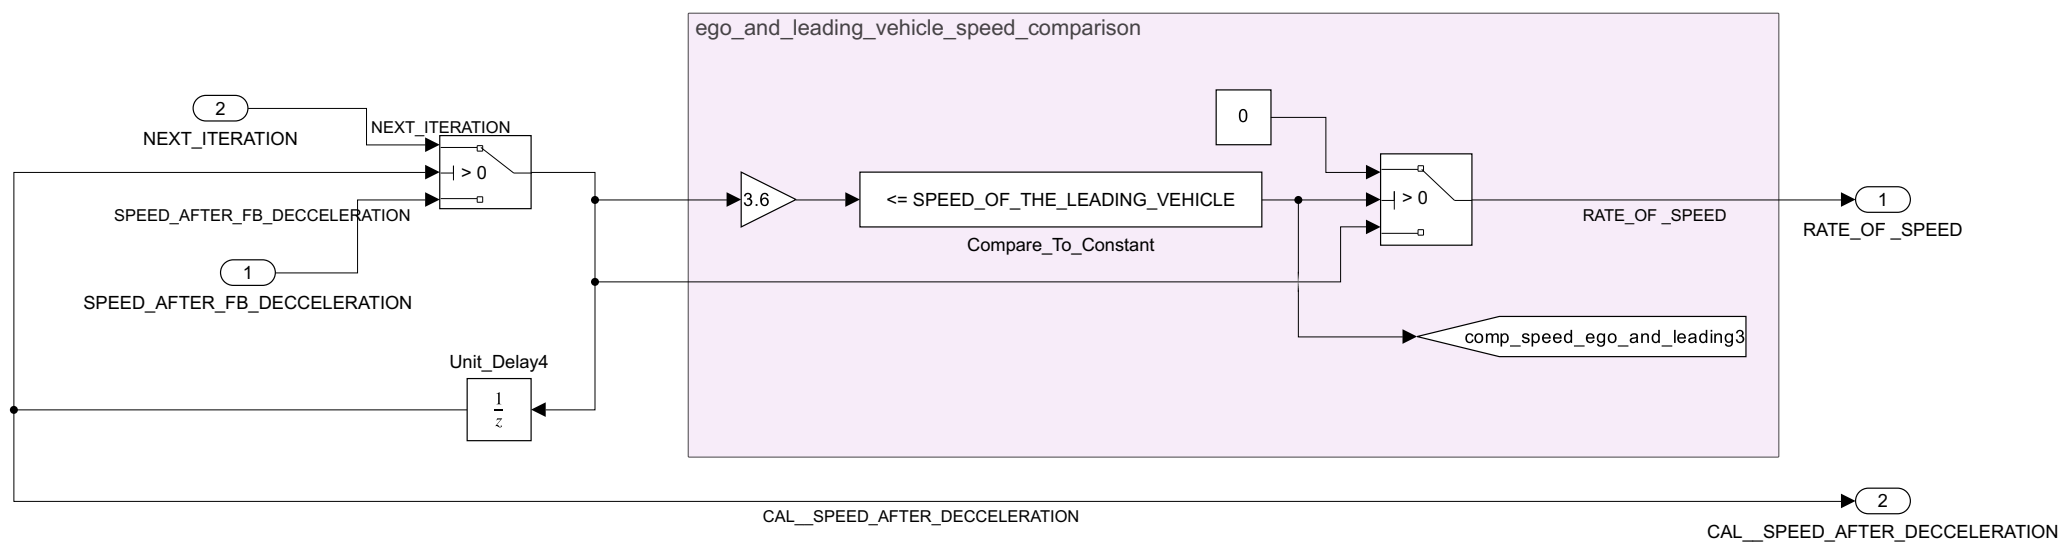 ego_and_leading_vehicle_speed_comparison
2
NEXT_ITERATION
NEXT_ITERATION
> 0
SPEED_AFTER_FB_DECCELERATION
1
SPEED_AFTER_FB_DECCELERATION
3.6
<= SPEED_OF_THE_LEADING_VEHICLE
Compare_To_Constant
0
> 0
RATE_OF _SPEED
1
RATE_OF _SPEED
comp_speed_ego_and_leading3
Unit_Delay4
1
z
CAL__SPEED_AFTER_DECCELERATION
2
CAL__SPEED_AFTER_DECCELERATION